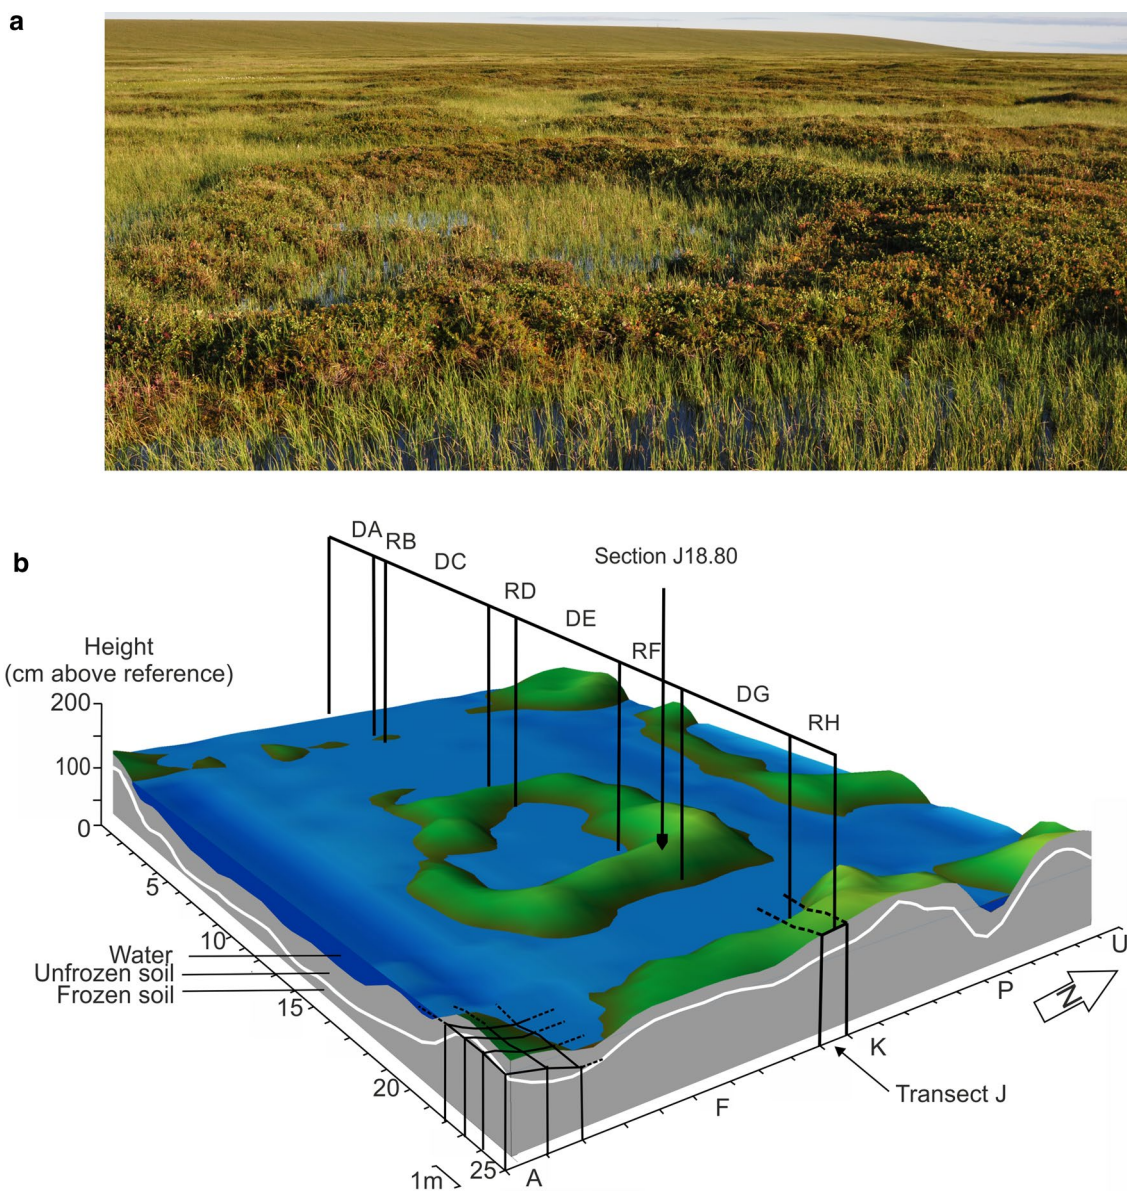 a
b
DA
RB
DC
RD
DE
RF
DG
RH
Section J18.80
Height
(cm above reference)
200
100
0
5
10
15
20
25
Water
Unfrozen soil
Frozen soil
1m
A
F
K
P
U
N
Transect J